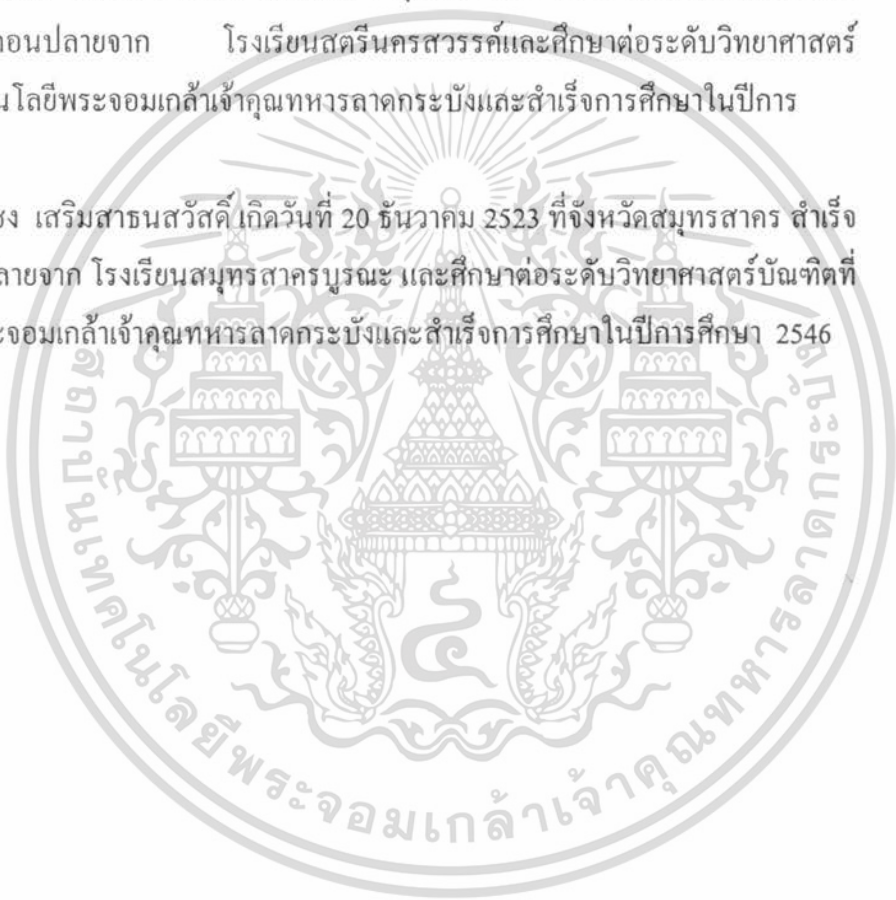 อนปลายจาก โรงเรียนสตรีนครสวรรค์และศึกษาต่อระดับวิทยาศาสตร์
นโลยีพระจอมเกล้าเจ้าคุณทหารลาดกระบังและสำเร็จการศึกษาในปีการ
ชง เสริมสาธนสวัสดิ์ เกิดวันที่ 20 ธันวาคม 2523 ที่จังหวัดสมุทรสาคร สำเร็จ
ลายจาก โรงเรียนสมุทรสาครบูรณะ และศึกษาต่อระดับวิทยาศาสตร์บัณฑิตที่
ะจอมเกล้าเจ้าคุณทหารลาดกระบังและสำเร็จการศึกษาในปีการศึกษา 2546
สถาบันเทคโนโลยีพระจอมเกล้าเจ้าคุณทหารลาดกระบัง
๔